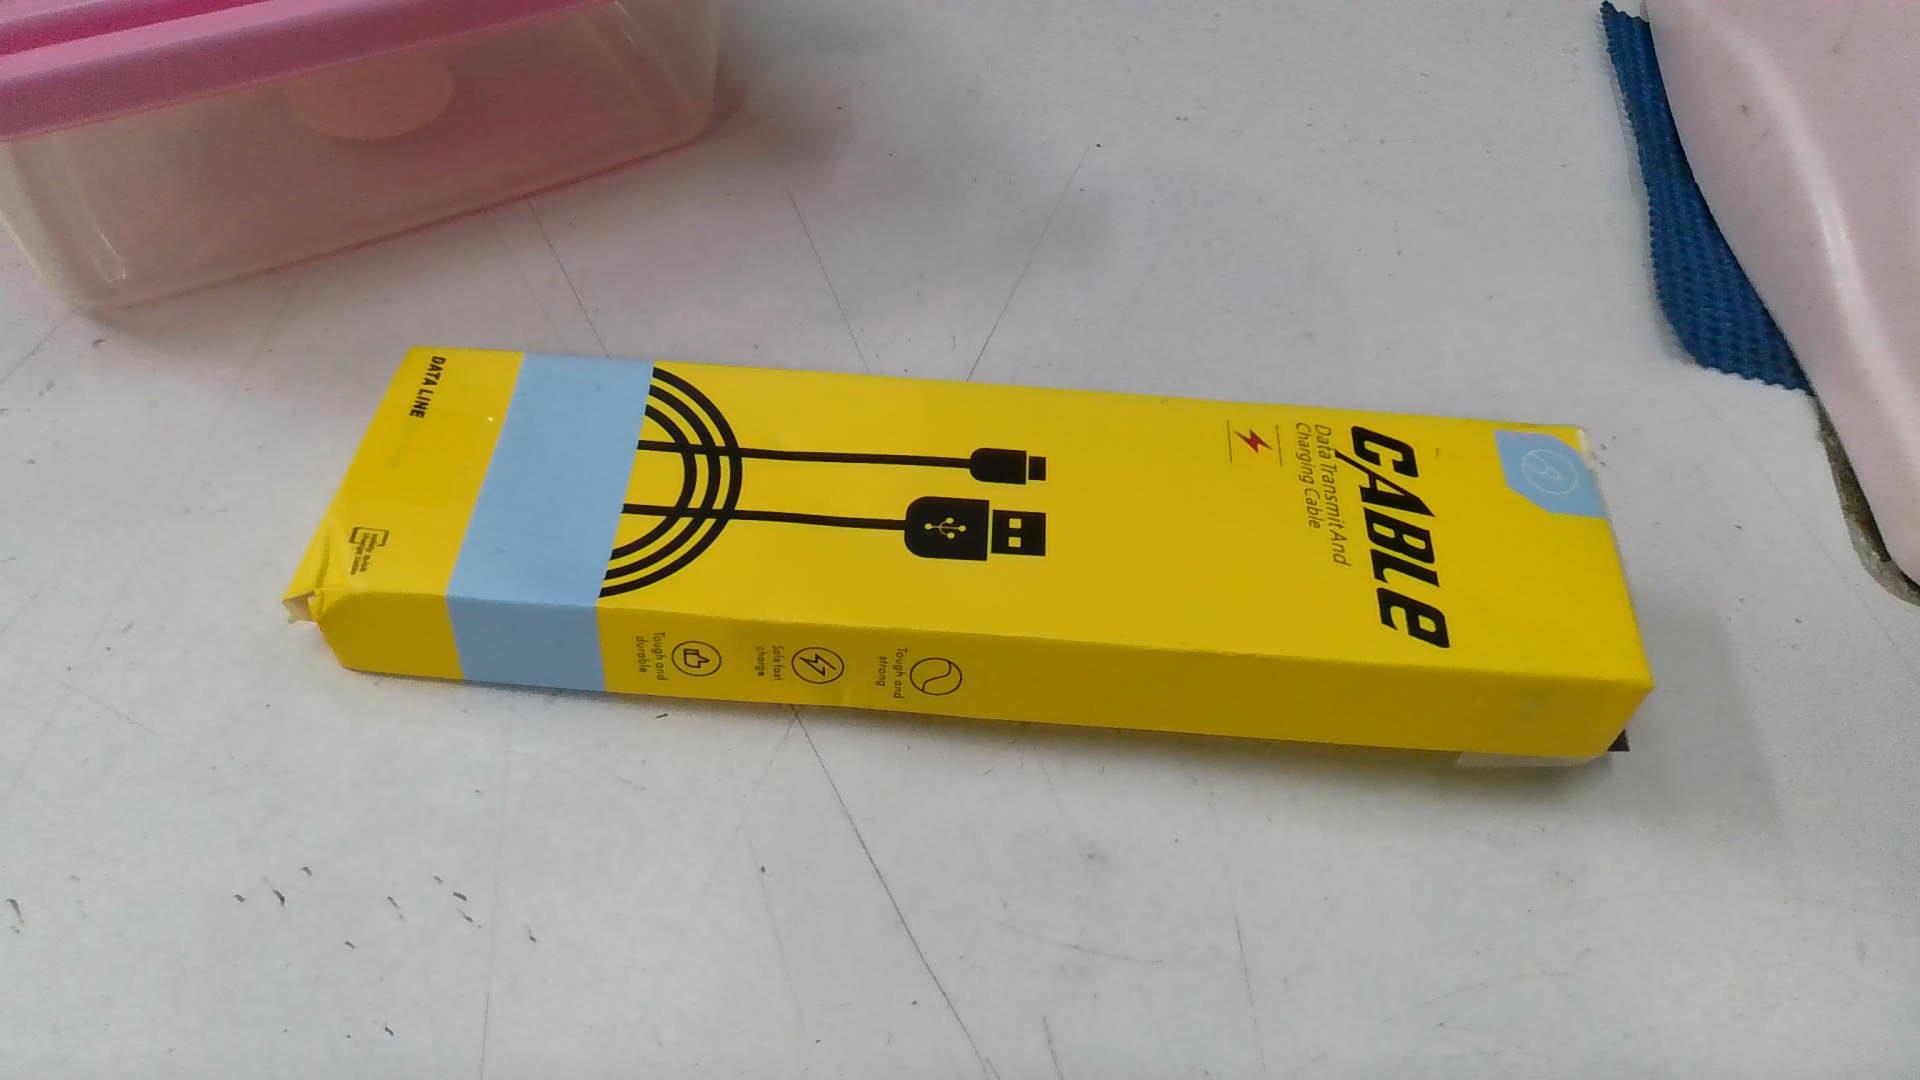 CABLe
Data Transmit And
Charging Cable
DATA LINE
Tough and
strong
Safe fast
charge
Tough and
durable